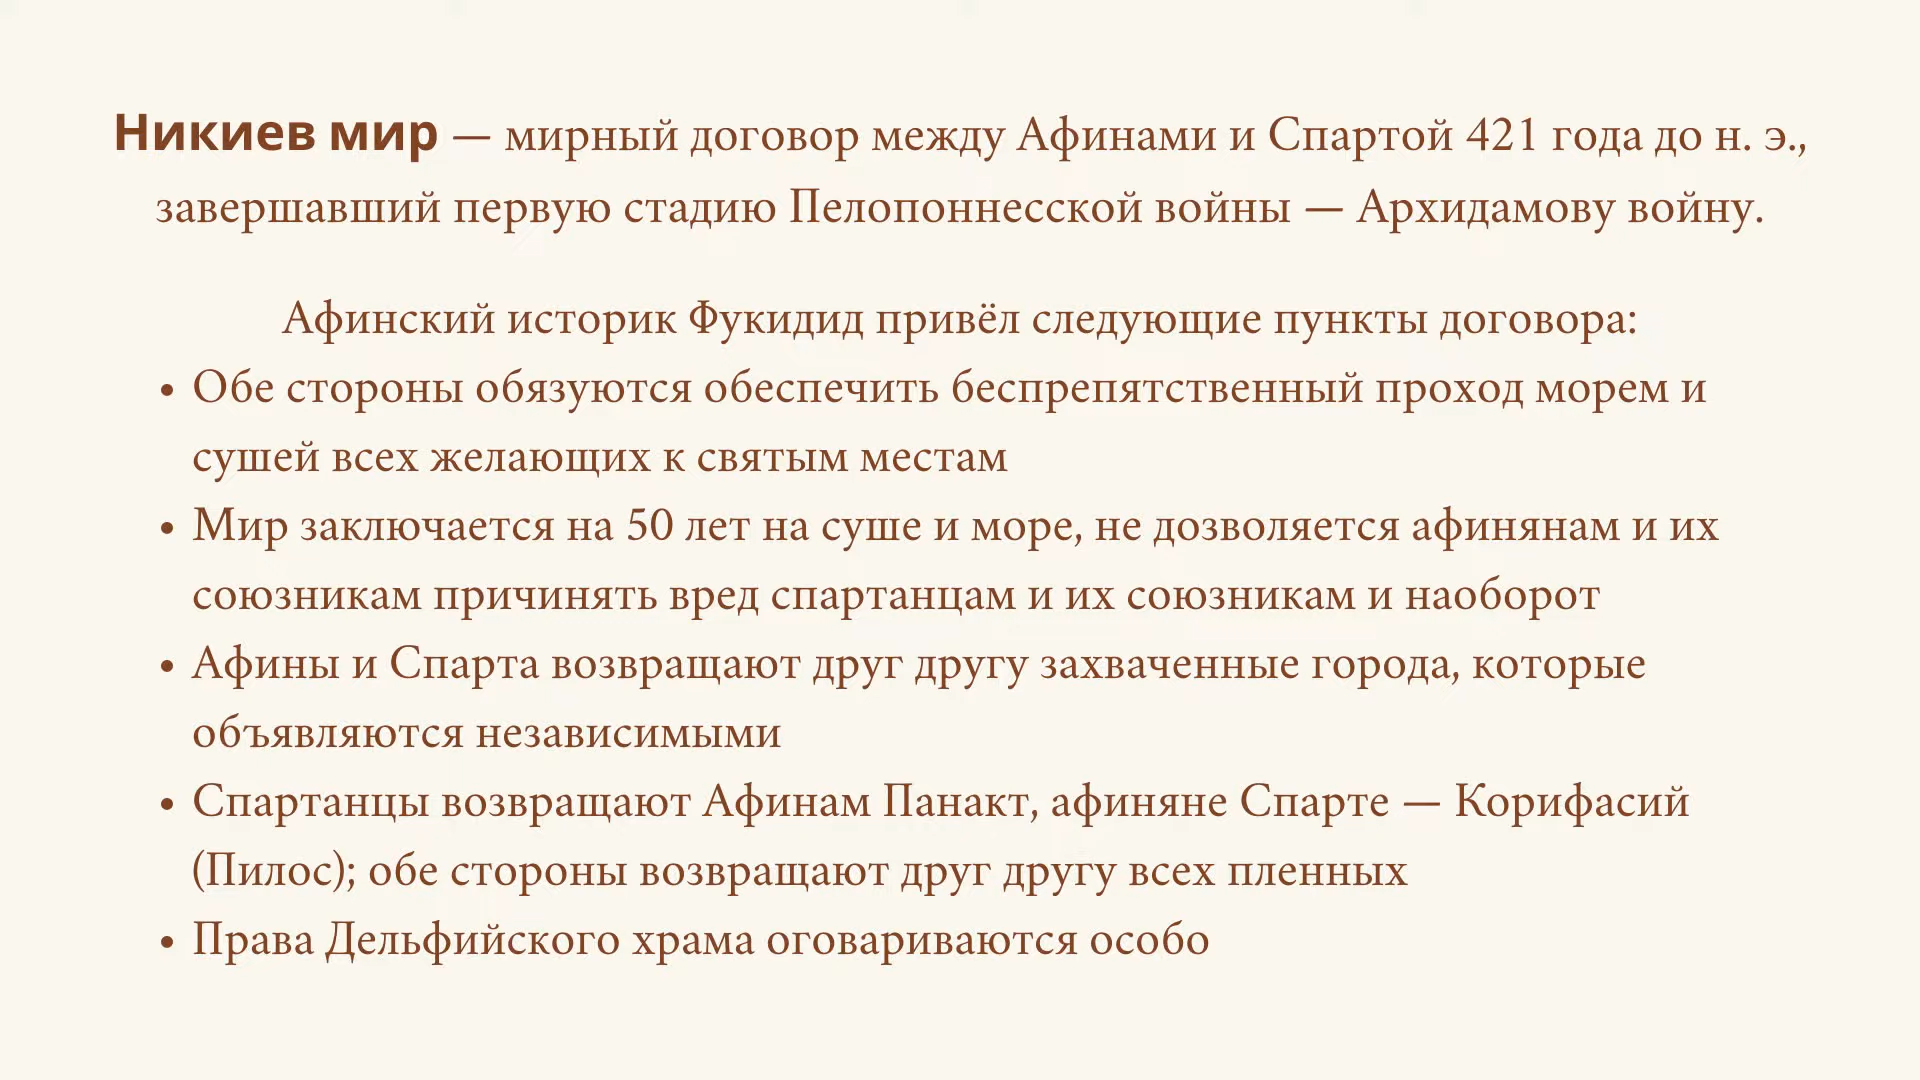 Никиев мир — мирный договор между Афинами и Спартой 421 года до н. э.,
завершавший первую стадию Пелопоннесской войны — Архидамову войну.
Афинский историк Фукидид привёл следующие пункты договора:
• Обе стороны обязуются обеспечить беспрепятственный проход морем и
сушей всех желающих к святым местам
• Мир заключается на 50 лет на суше и море, не дозволяется афинянам и их
союзникам причинять вред спартанцам и их союзникам и наоборот
• Афины и Спарта возвращают друг другу захваченные города, которые
объявляются независимыми
• Спартанцы возвращают Афинам Панакт, афиняне Спарте — Корифасий
(Пилос); обе стороны возвращают друг другу всех пленных
• Права Дельфийского храма оговариваются особо